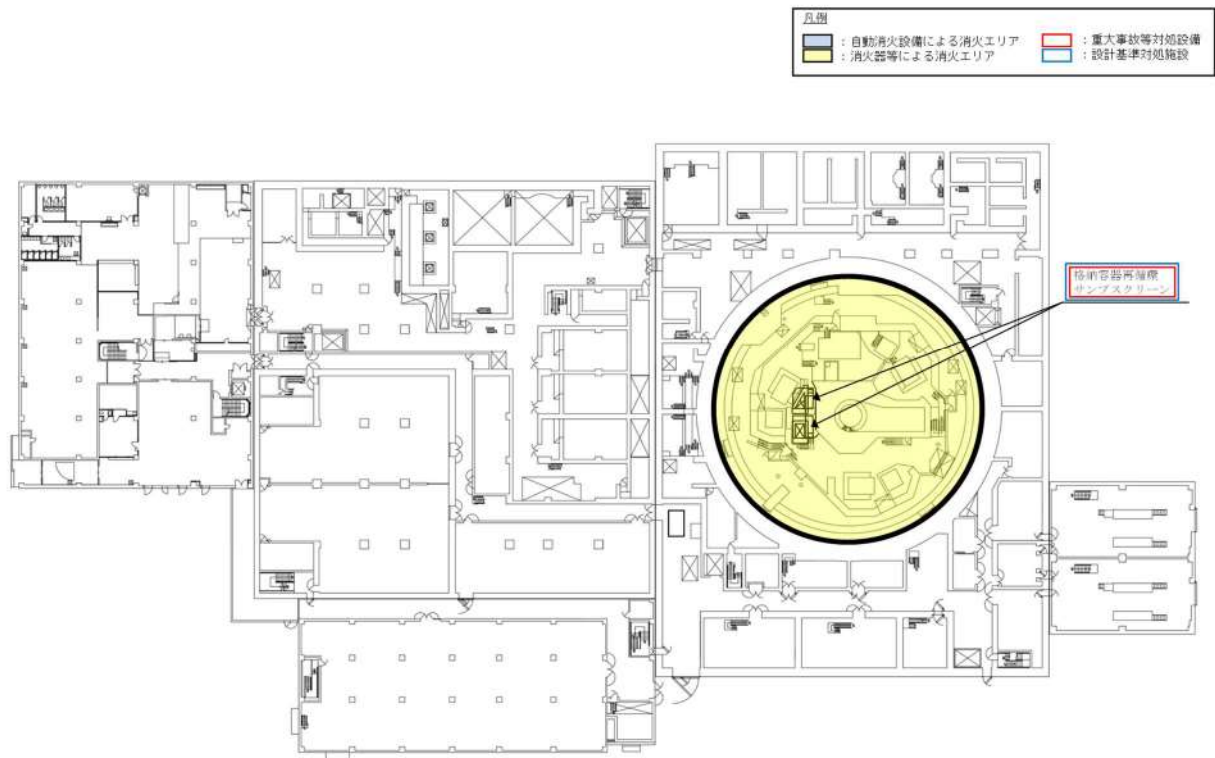 凡例
：自動消火設備による消火エリア
：重大事故等対処設備
：消火器等による消火エリア
：設計基準対処施設
格納容器再循環
サンプスクリーン